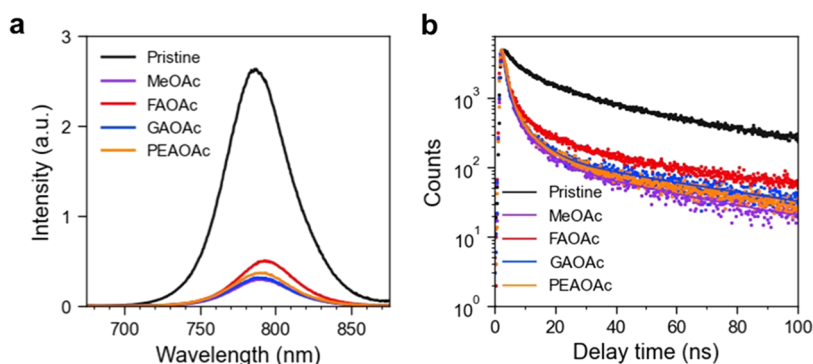 a
3
2
1
0
Intensity (a.u.)
Pristine
MeOAc
FAOAc
GAOAc
PEAOAc
700
750
800
850
Wavelength (nm)
b
10³
10²
10¹
10⁰
Counts
Pristine
MeOAc
FAOAc
GAOAc
PEAOAc
0
20
40
60
80
100
Delay time (ns)